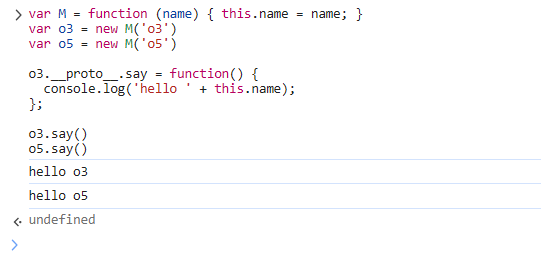 var M = function (name) { this.name = name; }
var o3 = new M('o3')
var o5 = new M('o5')
o3.__proto__.say = function() {
  console.log('hello ' + this.name);
};
o3.say()
o5.say()
hello o3
hello o5
undefined